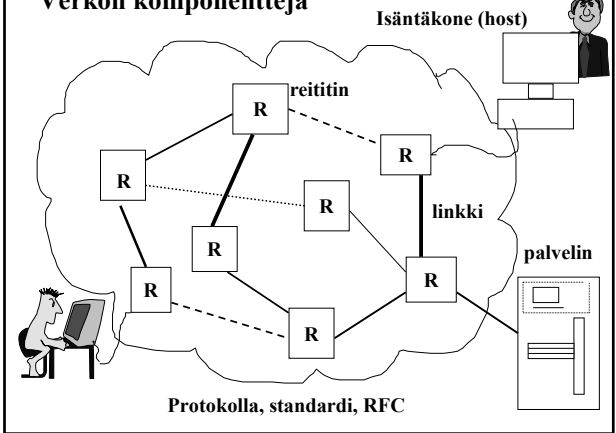 Verkon komponentteja
Isäntäkone (host)
reititin
R
R
R
R
linkki
R
palvelin
R
R
R
Protokolla, standardi, RFC